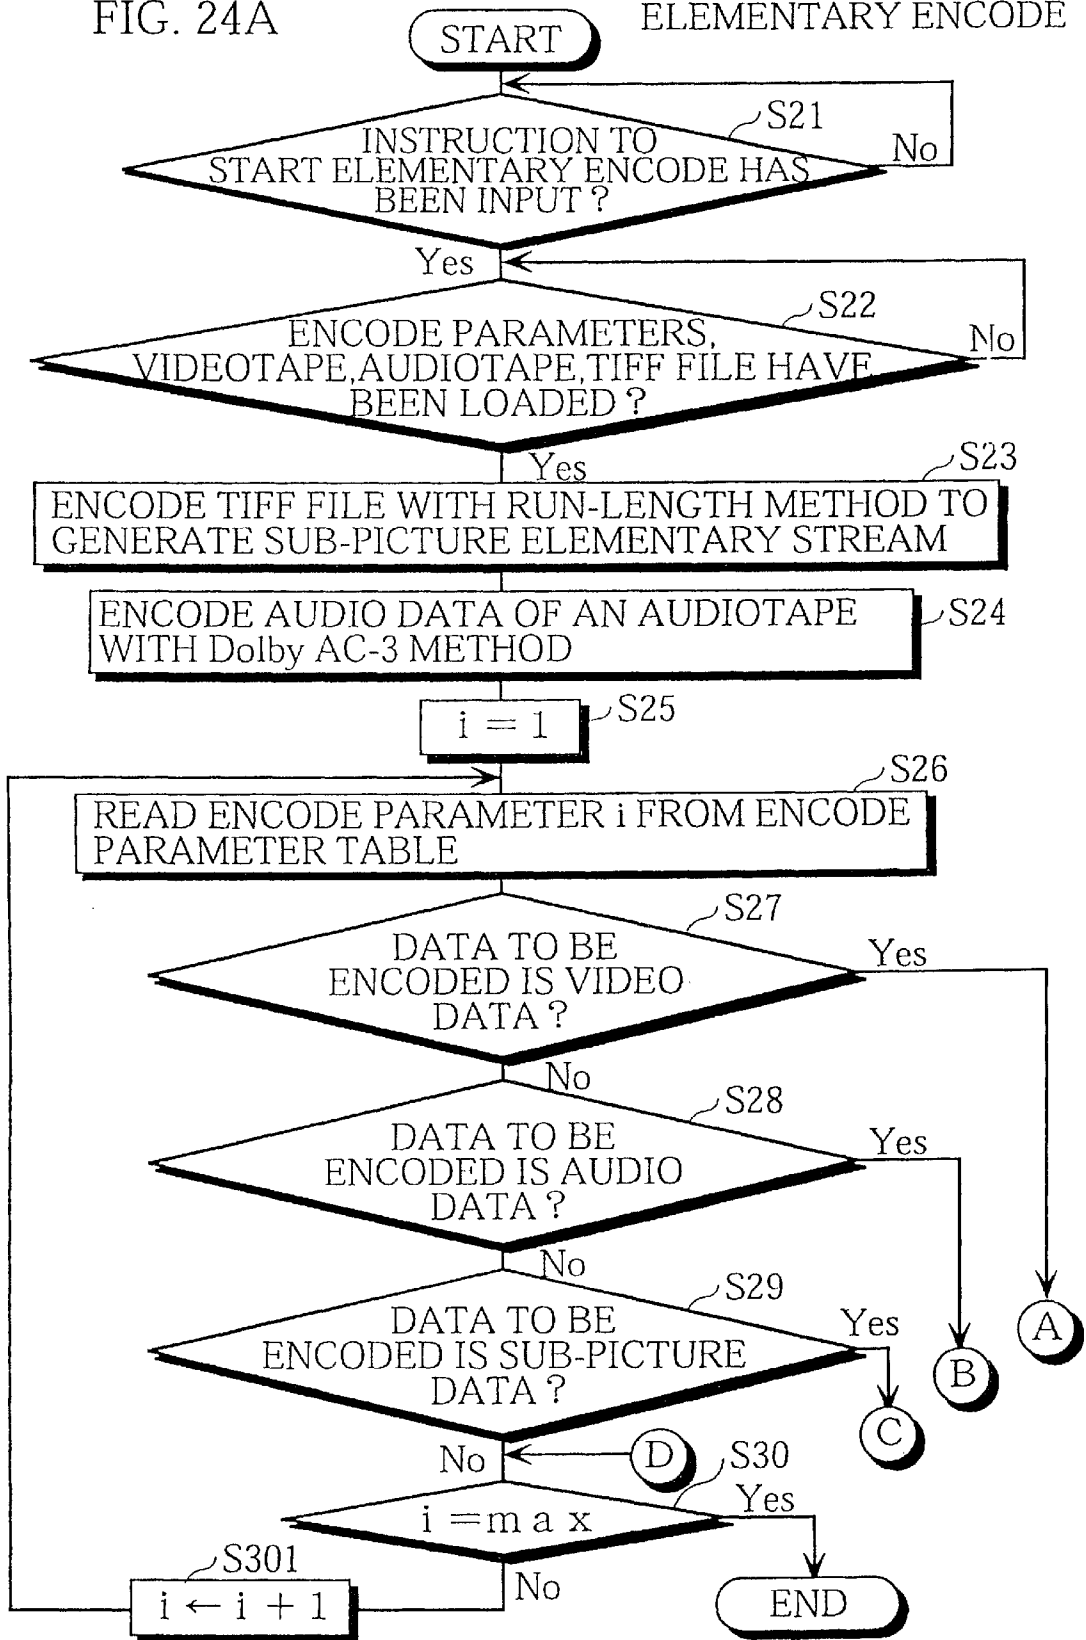 FIG. 24A
ELEMENTARY ENCODE
START
S21
INSTRUCTION TO
START ELEMENTARY ENCODE HAS
BEEN INPUT ?
No
Yes
S22
ENCODE PARAMETERS,
VIDEOTAPE,AUDIOTAPE,TIFF FILE HAVE
BEEN LOADED ?
No
Yes
S23
ENCODE TIFF FILE WITH RUN-LENGTH METHOD TO
GENERATE SUB-PICTURE ELEMENTARY STREAM
S24
ENCODE AUDIO DATA OF AN AUDIOTAPE
WITH Dolby AC-3 METHOD
S25
i = 1
S26
READ ENCODE PARAMETER i FROM ENCODE
PARAMETER TABLE
S27
DATA TO BE
ENCODED IS VIDEO
DATA ?
Yes
No
S28
DATA TO BE
ENCODED IS AUDIO
DATA ?
Yes
No
S29
DATA TO BE
ENCODED IS SUB-PICTURE
DATA ?
Yes
A
B
C
No
D
S30
i = m a x
Yes
No
S301
i ← i + 1
END